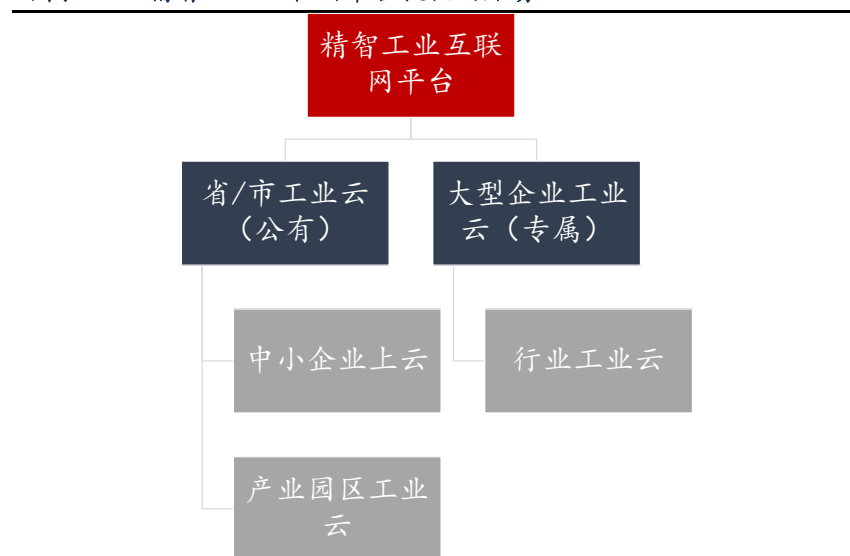 精智工业互联
网平台
省/市工业云
（公有）
大型企业工业
云（专属）
中小企业上云
行业工业云
产业园区工业
云